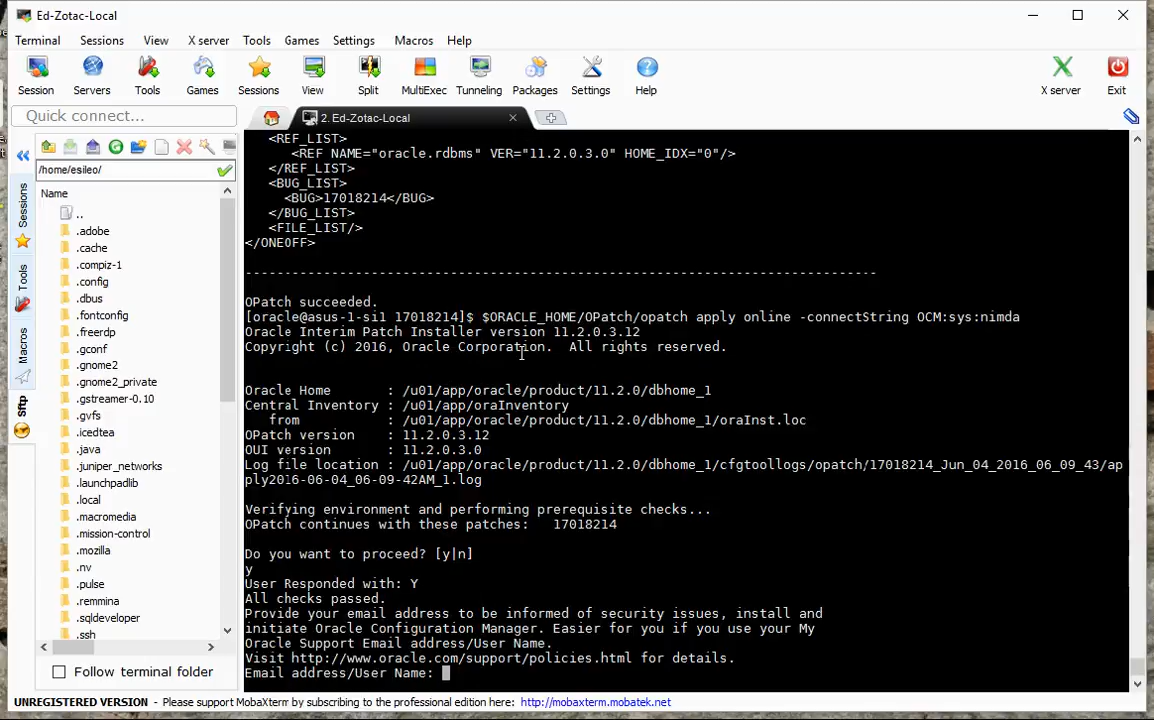 Ed-Zotac-Local
Terminal Sessions View X server Tools Games Settings Macros Help
Session Servers Tools Games Sessions View Split MultiExec Tunneling Packages Settings Help X server Exit
Quick connect...
2. Ed-Zotac-Local
/home/esileo/
Name
..
.adobe
.cache
.compiz-1
.config
.dbus
.fontconfig
.freerdp
.gconf
.gnome2
.gnome2_private
.gstreamer-0.10
.gvfs
.icedtea
.java
.juniper_networks
.launchpadlib
.local
.macromedia
.mission-control
.mozilla
.nv
.pulse
.remmina
.sqldeveloper
.ssh
Follow terminal folder
Sessions
Tools
Macros
Sftp
<REF_LIST>
<REF NAME="oracle.rdbms" VER="11.2.0.3.0" HOME_IDX="0"/>
</REF_LIST>
<BUG_LIST>
<BUG>17018214</BUG>
</BUG_LIST>
<FILE_LIST/>
</ONEOFF>
--------------------------------------------------------------------------------
OPatch succeeded.
[oracle@asus-1-si1 17018214]$ $ORACLE_HOME/OPatch/opatch apply online -connectString OCM:sys:nimda
Oracle Interim Patch Installer version 11.2.0.3.12
Copyright (c) 2016, Oracle Corporation.  All rights reserved.
Oracle Home       : /u01/app/oracle/product/11.2.0/dbhome_1
Central Inventory : /u01/app/oraInventory
from           : /u01/app/oracle/product/11.2.0/dbhome_1/oraInst.loc
OPatch version    : 11.2.0.3.12
OUI version       : 11.2.0.3.0
Log file location : /u01/app/oracle/product/11.2.0/dbhome_1/cfgtoollogs/opatch/17018214_Jun_04_2016_06_09_43/ap
ply2016-06-04_06-09-42AM_1.log
Verifying environment and performing prerequisite checks...
OPatch continues with these patches:   17018214
Do you want to proceed? [y|n]
y
User Responded with: Y
All checks passed.
Provide your email address to be informed of security issues, install and
initiate Oracle Configuration Manager. Easier for you if you use your My
Oracle Support Email address/User Name.
Visit http://www.oracle.com/support/policies.html for details.
Email address/User Name:
UNREGISTERED VERSION - Please support MobaXterm by subscribing to the professional edition here: http://mobaxterm.mobatek.net